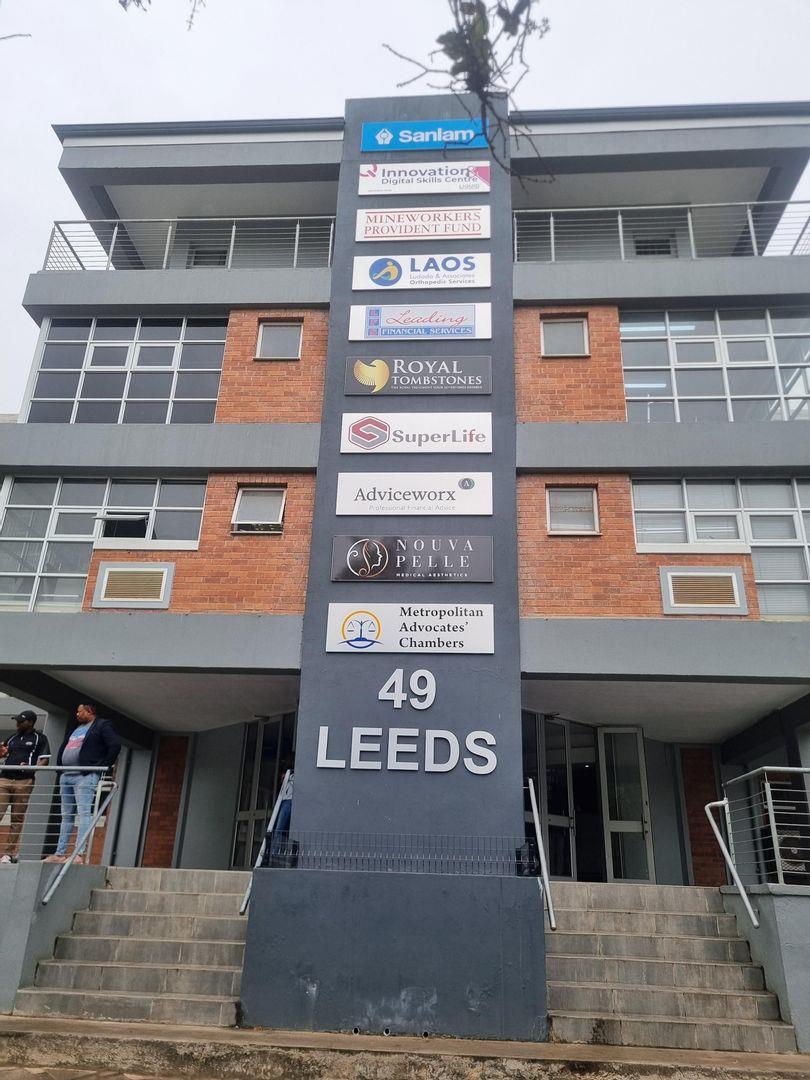 Sanlam
Innovation
Digital Skills Centre
MINEWORKERS
PROVIDENT FUND
LAOS
Ludada & Associates
Orthopedic Services
LFS
Leading
FINANCIAL SERVICES
ROYAL
TOMBSTONES
SuperLife
Adviceworx
Professional Financial Advice
NOUVA
PELLE
MEDICAL AESTHETICS
Metropolitan
Advocates'
Chambers
49
LEEDS